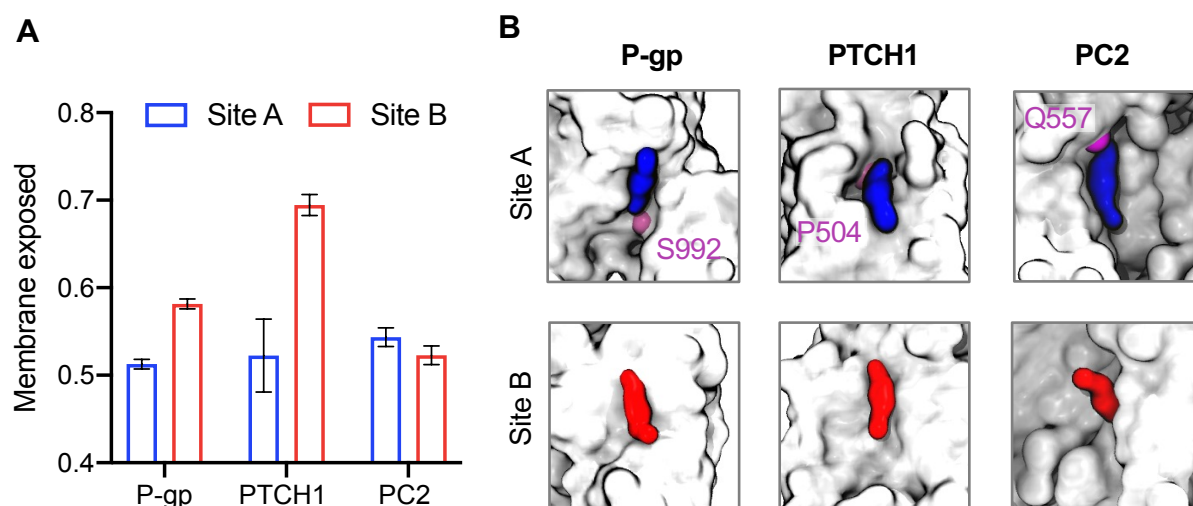 A
Membrane exposed
0.8
0.7
0.6
0.5
0.4
Site A
Site B
P-gp
PTCH1
PC2
B
P-gp
PTCH1
PC2
Site A
S992
P504
Q557
Site B